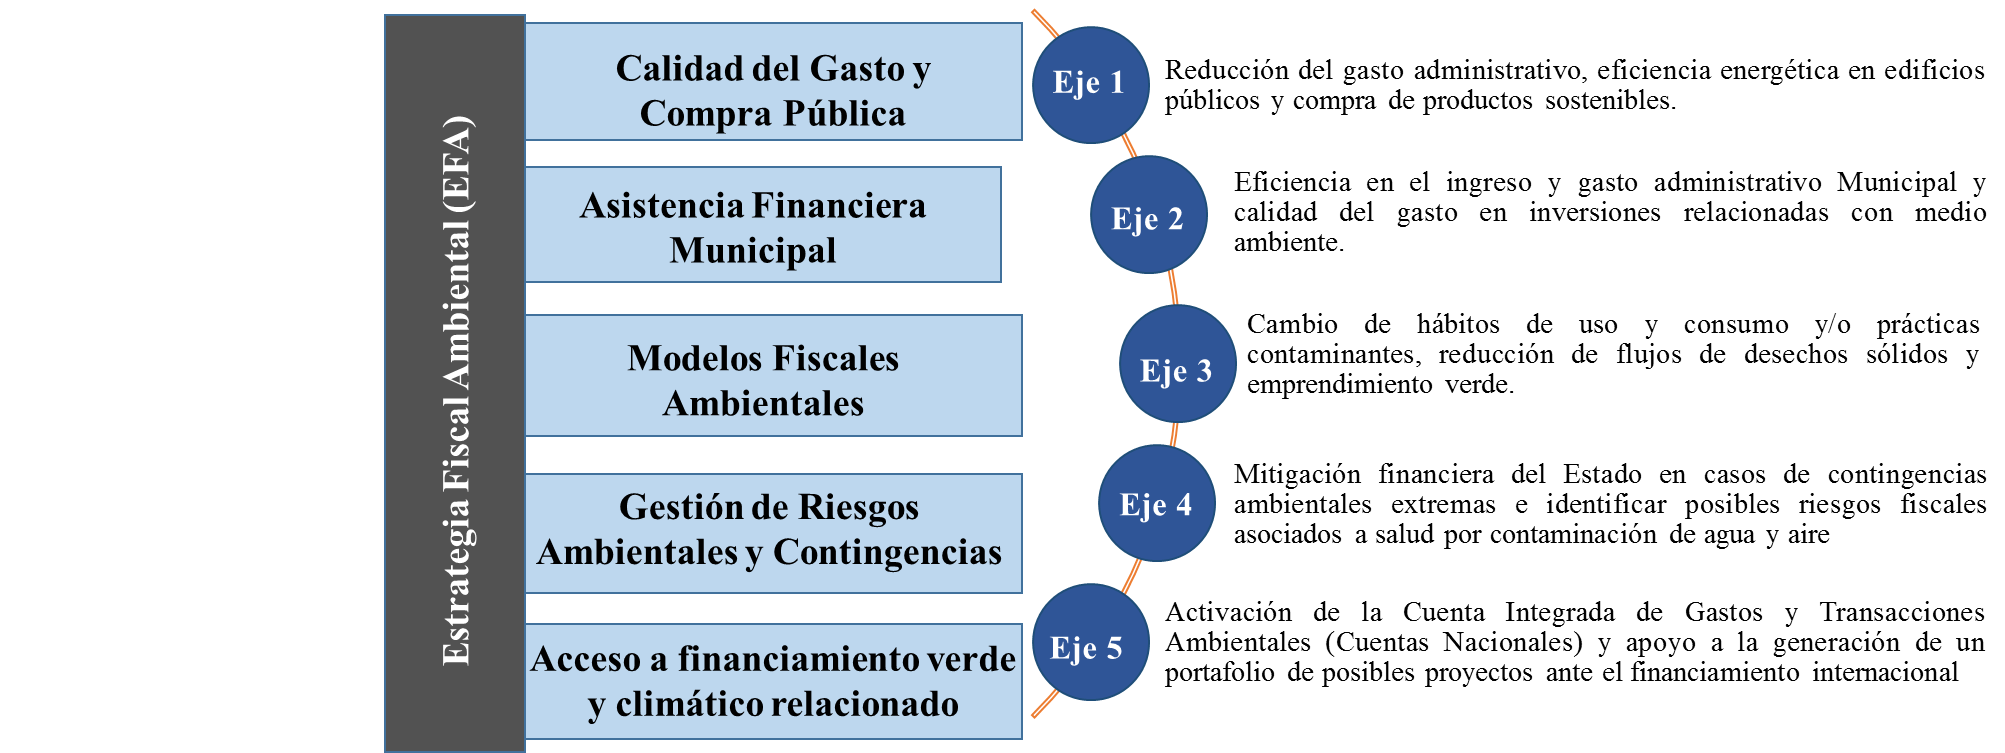 Estrategia Fiscal Ambiental (EFA)
Calidad del Gasto y
Compra Pública
Eje 1
Reducción del gasto administrativo, eficiencia energética en edificios
públicos y compra de productos sostenibles.
Asistencia Financiera
Municipal
Eje 2
Eficiencia en el ingreso y gasto administrativo Municipal y
calidad del gasto en inversiones relacionadas con medio
ambiente.
Modelos Fiscales
Ambientales
Eje 3
Cambio de hábitos de uso y consumo y/o prácticas
contaminantes, reducción de flujos de desechos sólidos y
emprendimiento verde.
Gestión de Riesgos
Ambientales y Contingencias
Eje 4
Mitigación financiera del Estado en casos de contingencias
ambientales extremas e identificar posibles riesgos fiscales
asociados a salud por contaminación de agua y aire
Acceso a financiamiento verde
y climático relacionado
Eje 5
Activación de la Cuenta Integrada de Gastos y Transacciones
Ambientales (Cuentas Nacionales) y apoyo a la generación de un
portafolio de posibles proyectos ante el financiamiento internacional